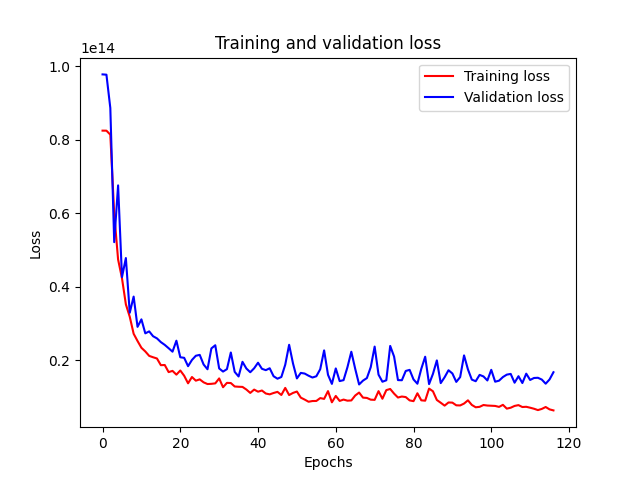 Training and validation loss
1e14
Training loss
Validation loss
1.0
0.8
0.6
0.4
0.2
Loss
0
20
40
60
80
100
120
Epochs